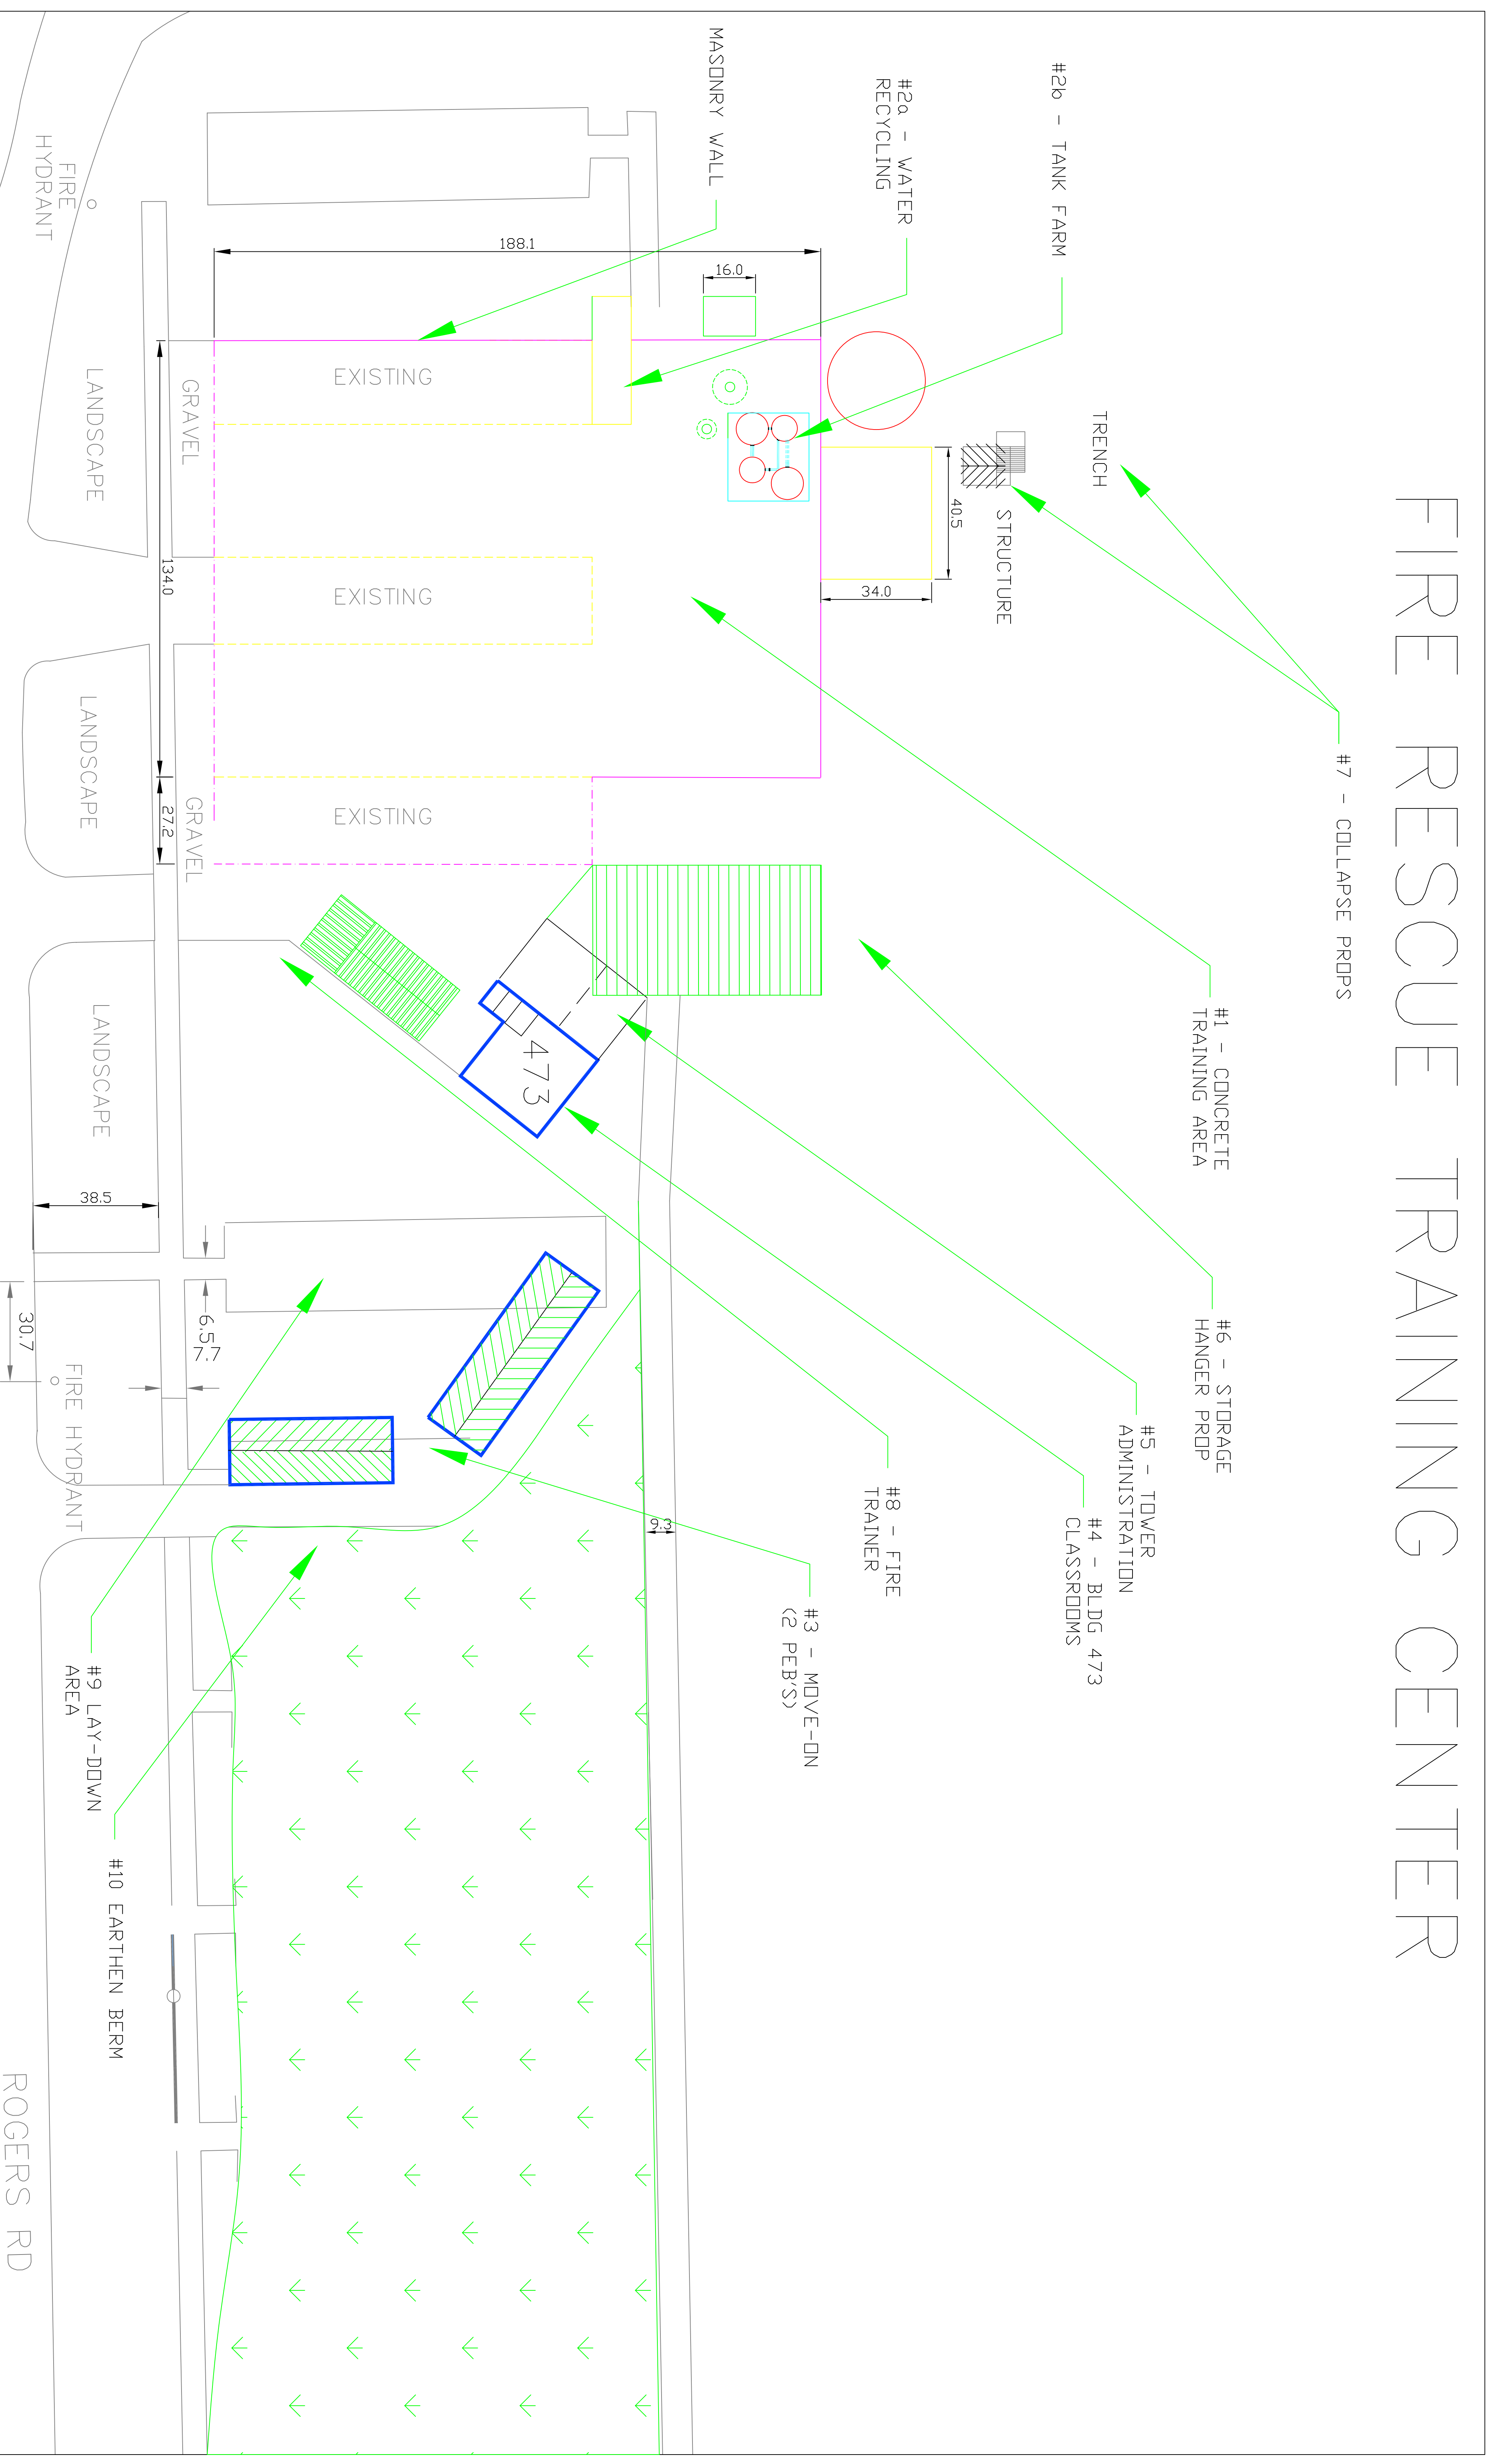 FIRE RESCUE TRAINING CENTER
#7 - COLLAPSE PROPS
#1 - CONCRETE
TRAINING AREA
#6 - STORAGE
HANGER PROP
#5 - TOWER
ADMINISTRATION
#4 - BLDG 473
CLASSROOMS
TRENCH
#2b - TANK FARM
STRUCTURE
40.5
34.0
#2a - WATER
RECYCLING
#8 - FIRE
TRAINER
#3 - MOVE-ON
(2 PEB'S)
MASONRY WALL
16.0
188.1
9.3
473
EXISTING
EXISTING
EXISTING
GRAVEL
GRAVEL
134.0
27.2
6.5
7.7
38.5
LANDSCAPE
LANDSCAPE
LANDSCAPE
FIRE
HYDRANT
FIRE HYDRANT
30.7
#10 EARTHEN BERM
#9 LAY-DOWN
AREA
ROGERS RD